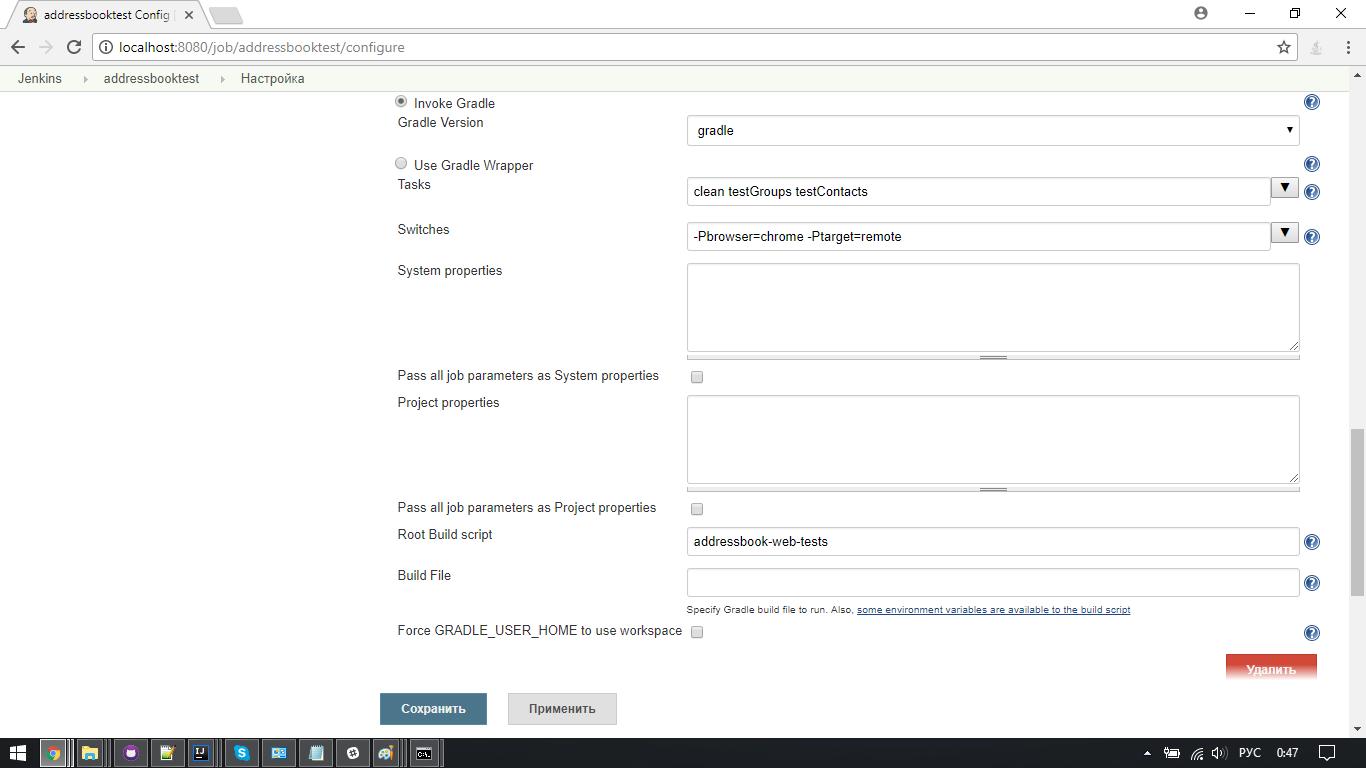 addressbooktest Config
localhost:8080/job/addressbooktest/configure
Jenkins addressbooktest Настройка
Invoke Gradle
Gradle Version
gradle
Use Gradle Wrapper
Tasks
clean testGroups testContacts
Switches
-Pbrowser=chrome -Ptarget=remote
System properties
Pass all job parameters as System properties
Project properties
Pass all job parameters as Project properties
Root Build script
addressbook-web-tests
Build File
Specify Gradle build file to run. Also, some environment variables are available to the build script
Force GRADLE_USER_HOME to use workspace
Удалить
Сохранить
Применить
РУС
0:47